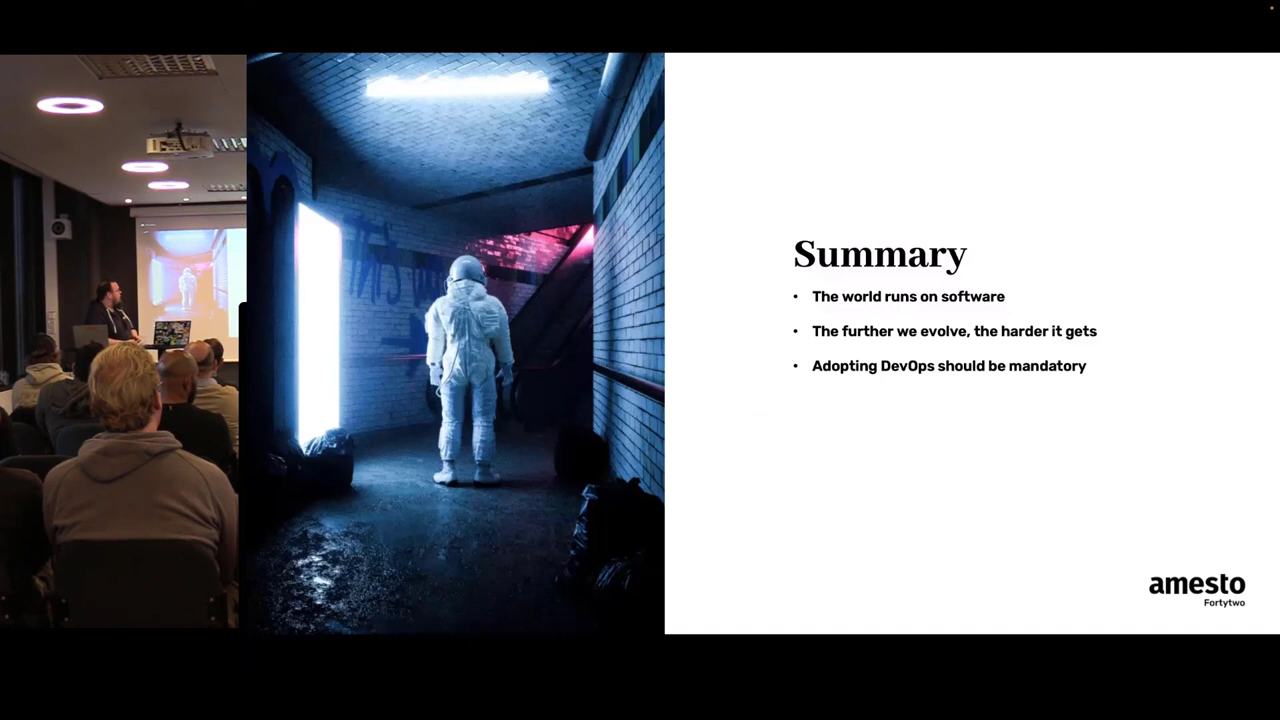 Summary
• The world runs on software
• The further we evolve, the harder it gets
• Adopting DevOps should be mandatory
amesto
Fortytwo